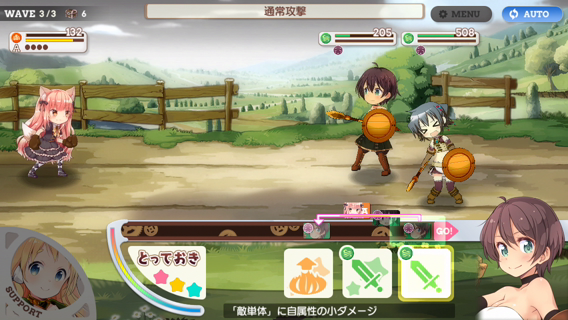 WAVE 3/3 6
通常攻撃
MENU
AUTO
132
A
205
508
GO!
とっておき
SUPPORT
「敵単体」に自属性の小ダメージ